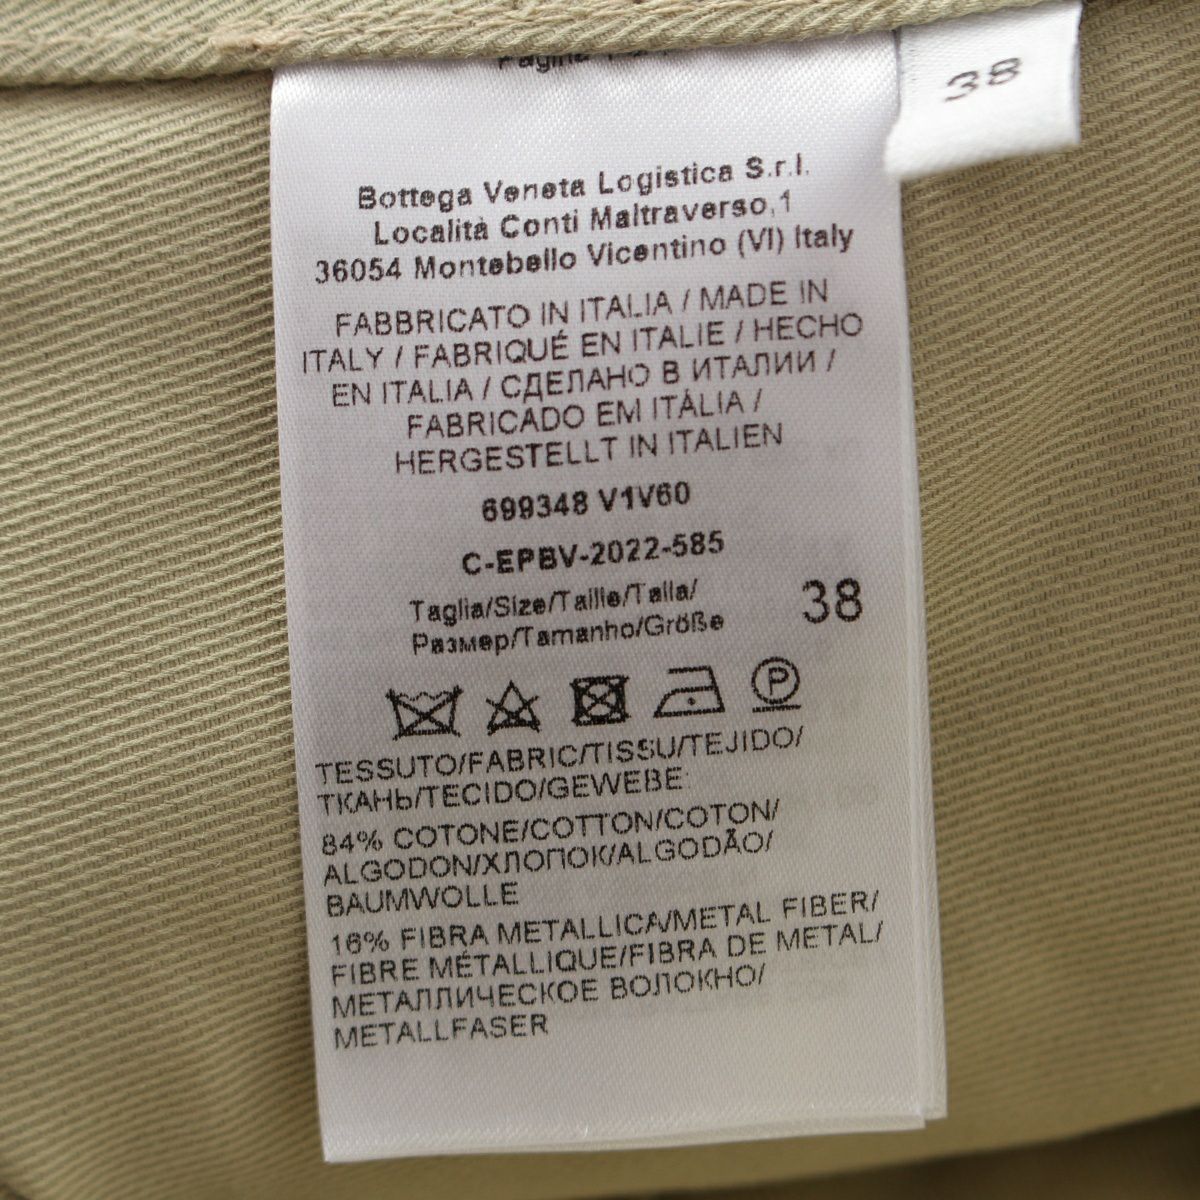 38
Bottega Veneta Logistica S.r.l.
Località Conti Maltraverso,1
36054 Montebello Vicentino (VI) Italy
FABBRICATO IN ITALIA / MADE IN
ITALY / FABRIQUÉ EN ITALIE / HECHO
EN ITALIA / СДЕЛАНО В ИТАЛИИ /
FABRICADO EM ITÁLIA /
HERGESTELLT IN ITALIEN
699348 V1V60
C-EPBV-2022-585
Taglia/Size/Taille/Talla/
Размер/Tamanho/Größe 38
P
TESSUTO/FABRIC/TISSU/TEJIDO/
ТКАНЬ/TECIDO/GEWEBE:
84% COTONE/COTTON/COTON/
ALGODON/ХЛОПОК/ALGODÃO/
BAUMWOLLE
16% FIBRA METALLICA/METAL FIBER/
FIBRE MÉTALLIQUE/FIBRA DE METAL/
МЕТАЛЛИЧЕСКОЕ ВОЛОКНО/
METALLFASER